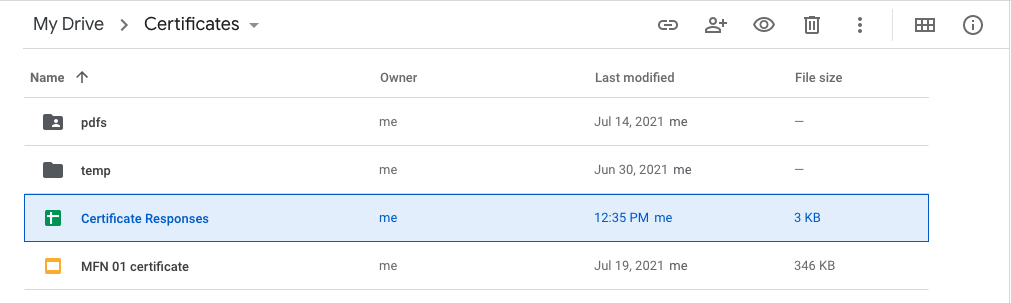 My Drive > Certificates
Name Owner Last modified File size
pdfs me Jul 14, 2021 me —
temp me Jun 30, 2021 me —
Certificate Responses me 12:35 PM me 3 KB
MFN 01 certificate me Jul 19, 2021 me 346 KB